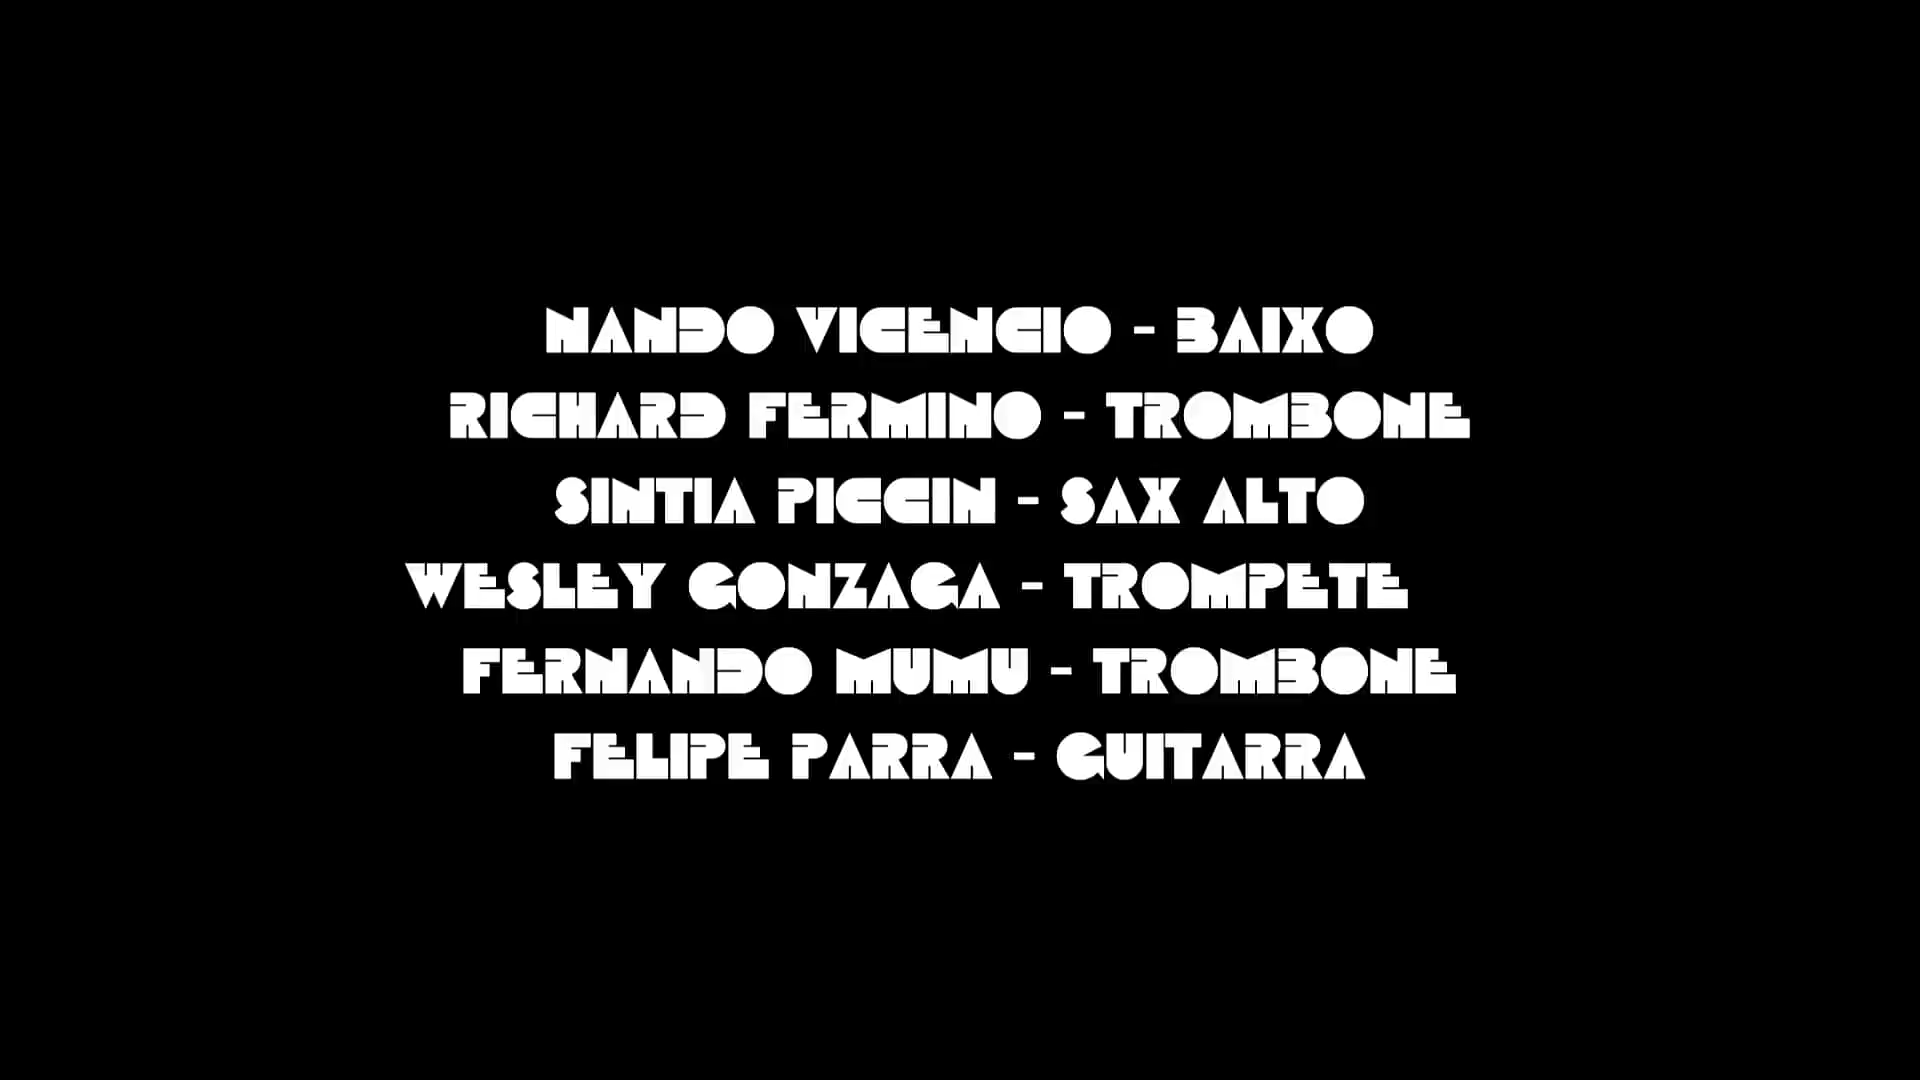 NANDO VICENCIO - BAIXO
RICHARD FERMINO - TROMBONE
SINTIA PICCIN - SAX ALTO
WESLEY GONZAGA - TROMPETE
FERNANDO MUMU - TROMBONE
FELIPE PARRA - GUITARRA